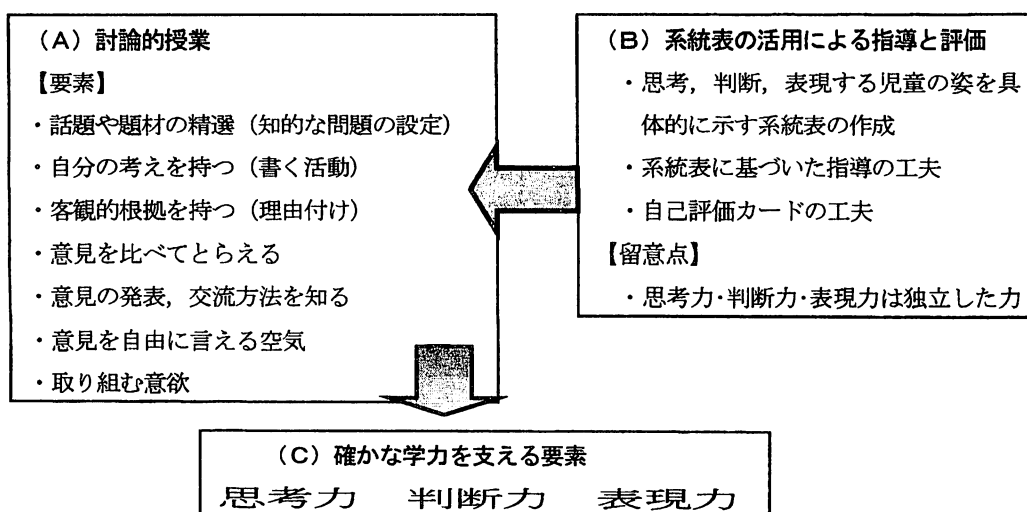 (A) 討論的授業
【要素】
・話題や題材の精選（知的な問題の設定）
・自分の考えを持つ（書く活動）
・客観的根拠を持つ（理由付け）
・意見を比べてとらえる
・意見の発表，交流方法を知る
・意見を自由に言える空気
・取り組む意欲
(B) 系統表の活用による指導と評価
・思考，判断，表現する児童の姿を具
体的に示す系統表の作成
・系統表に基づいた指導の工夫
・自己評価カードの工夫
【留意点】
・思考力・判断力・表現力は独立した力
(C) 確かな学力を支える要素
思考力 判断力 表現力